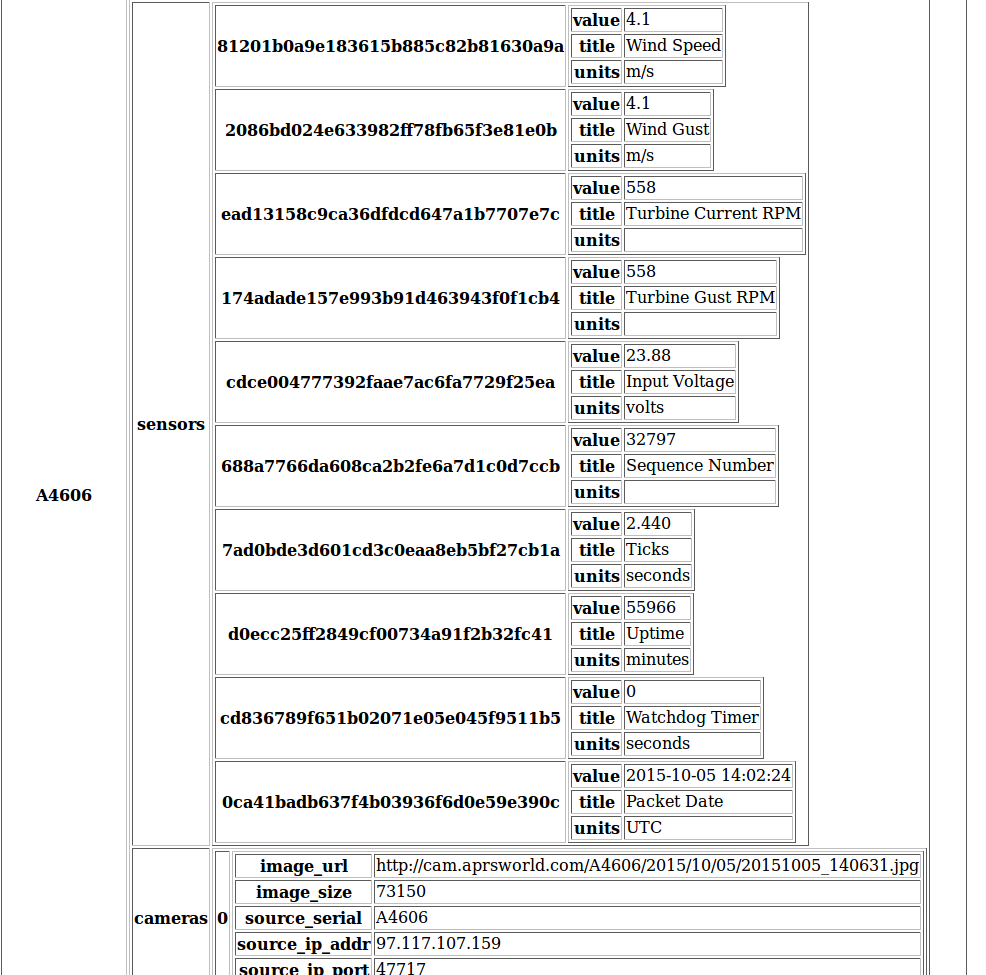 value 4.1
81201b0a9e183615b885c82b81630a9a title Wind Speed
units m/s
value 4.1
2086bd024e633982ff78fb65f3e81e0b title Wind Gust
units m/s
value 558
ead13158c9ca36dfdcd647a1b7707e7c title Turbine Current RPM
units
value 558
174adade157e993b91d463943f0f1cb4 title Turbine Gust RPM
units
value 23.88
cdce004777392faae7ac6fa7729f25ea title Input Voltage
units volts
sensors
value 32797
688a7766da608ca2b2fe6a7d1c0d7ccb title Sequence Number
units
A4606
value 2.440
7ad0bde3d601cd3c0eaa8eb5bf27cb1a title Ticks
units seconds
value 55966
d0ecc25ff2849cf00734a91f2b32fc41 title Uptime
units minutes
value 0
cd836789f651b02071e05e045f9511b5 title Watchdog Timer
units seconds
value 2015-10-05 14:02:24
0ca41badb637f4b03936f6d0e59e390c title Packet Date
units UTC
image_url http://cam.aprsworld.com/A4606/2015/10/05/20151005_140631.jpg
image_size 73150
cameras 0 source_serial A4606
source_ip_addr 97.117.107.159
source_ip_port 47717